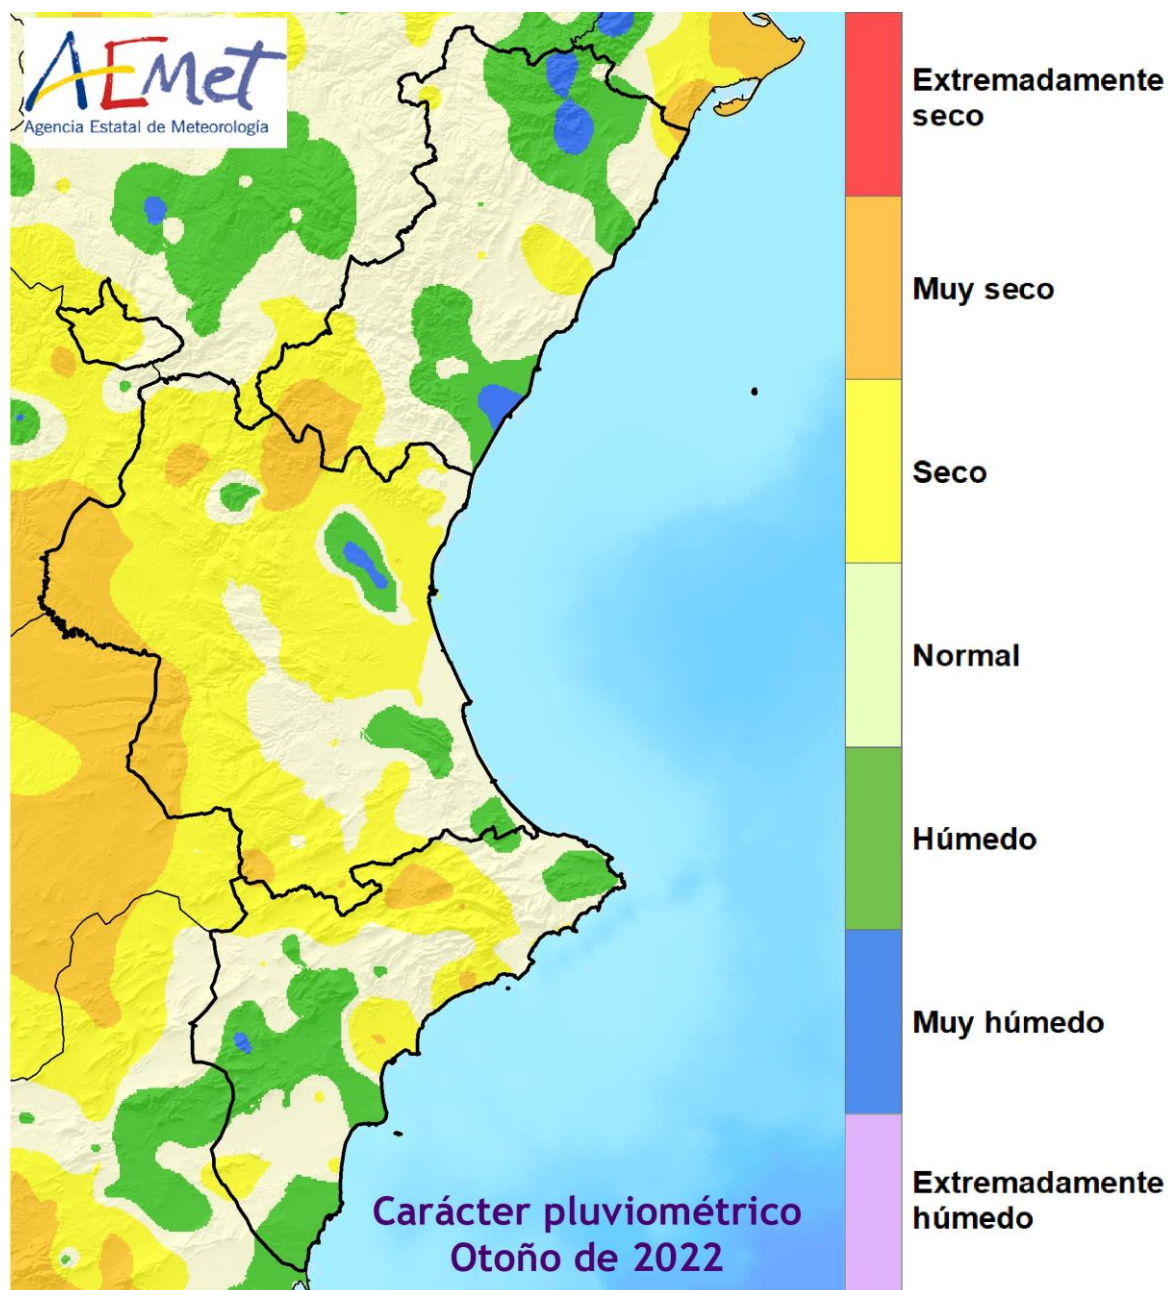 AEMet
Agencia Estatal de Meteorología
Extremadamente
seco
Muy seco
Seco
Normal
Húmedo
Muy húmedo
Extremadamente
húmedo
Carácter pluviométrico
Otoño de 2022